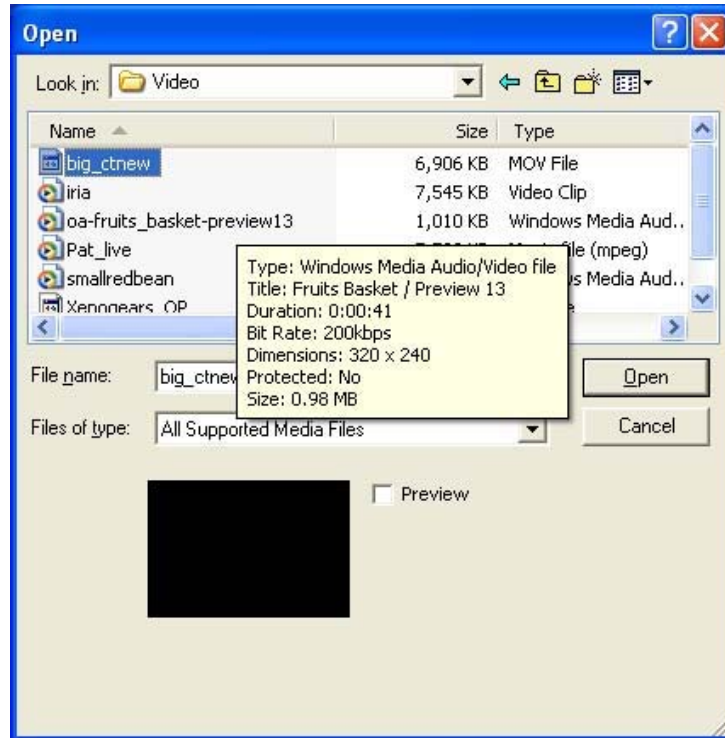 Open
Look in: Video
Name Size Type
big_ctnew 6,906 KB MOV File
iria 7,545 KB Video Clip
oa-fruits_basket-preview13 1,010 KB Windows Media Aud..
Pat_live file (mpeg)
smallredbean Media Aud..
Xenogears_OP
Type: Windows Media Audio/Video file
Title: Fruits Basket / Preview 13
Duration: 0:00:41
Bit Rate: 200kbps
Dimensions: 320 x 240
Protected: No
Size: 0.98 MB
File name: big_ctnew Open
Files of type: All Supported Media Files Cancel
Preview